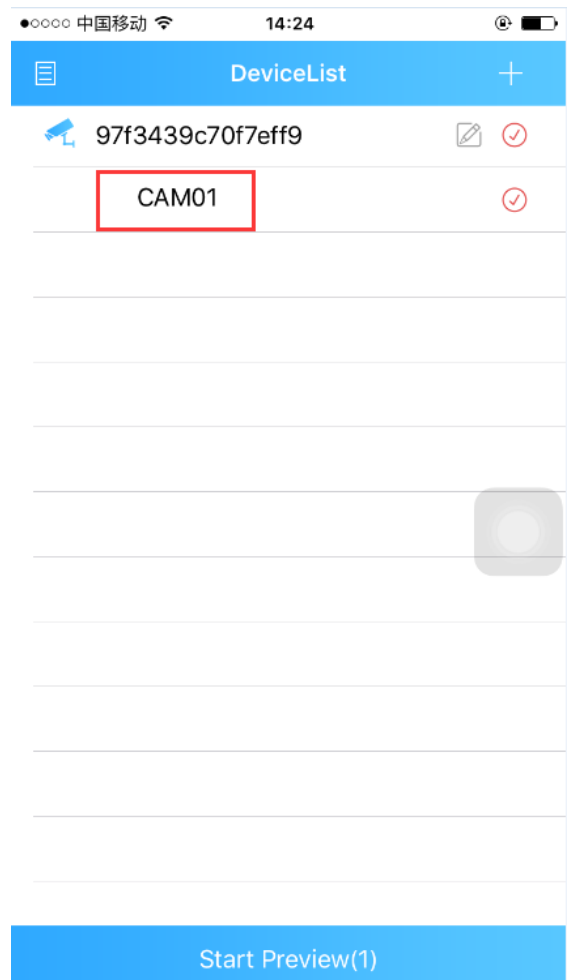 中国移动 14:24
DeviceList
97f3439c70f7eff9
CAM01
Start Preview(1)